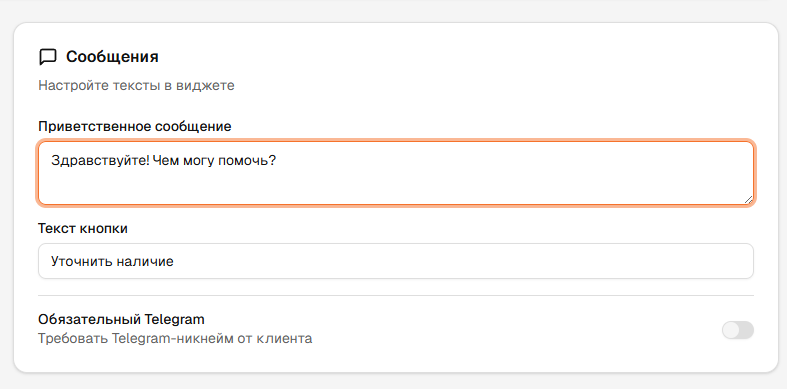 Сообщения
Настройте тексты в виджете
Приветственное сообщение
Здравствуйте! Чем могу помочь?
Текст кнопки
Уточнить наличие
Обязательный Telegram
Требовать Telegram-никнейм от клиента